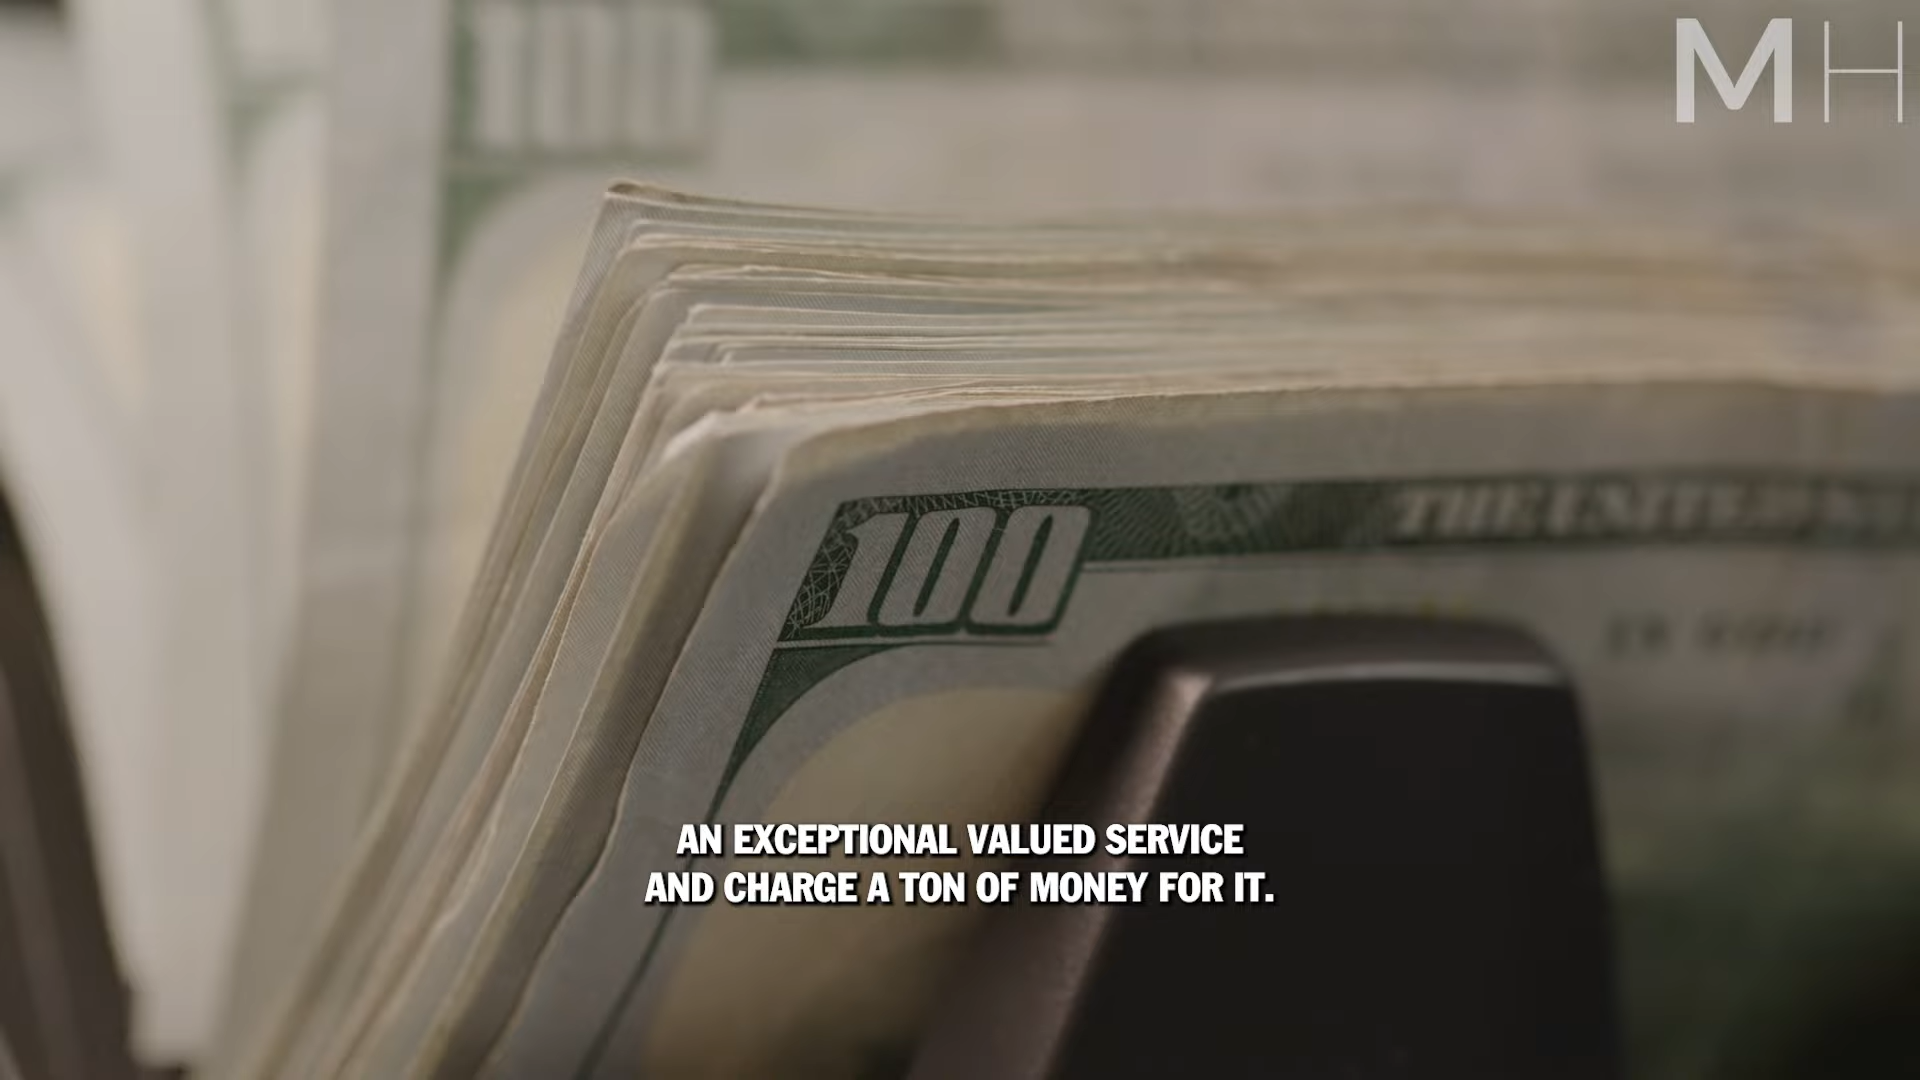 MH
100
100
AN EXCEPTIONAL VALUED SERVICE
AND CHARGE A TON OF MONEY FOR IT.